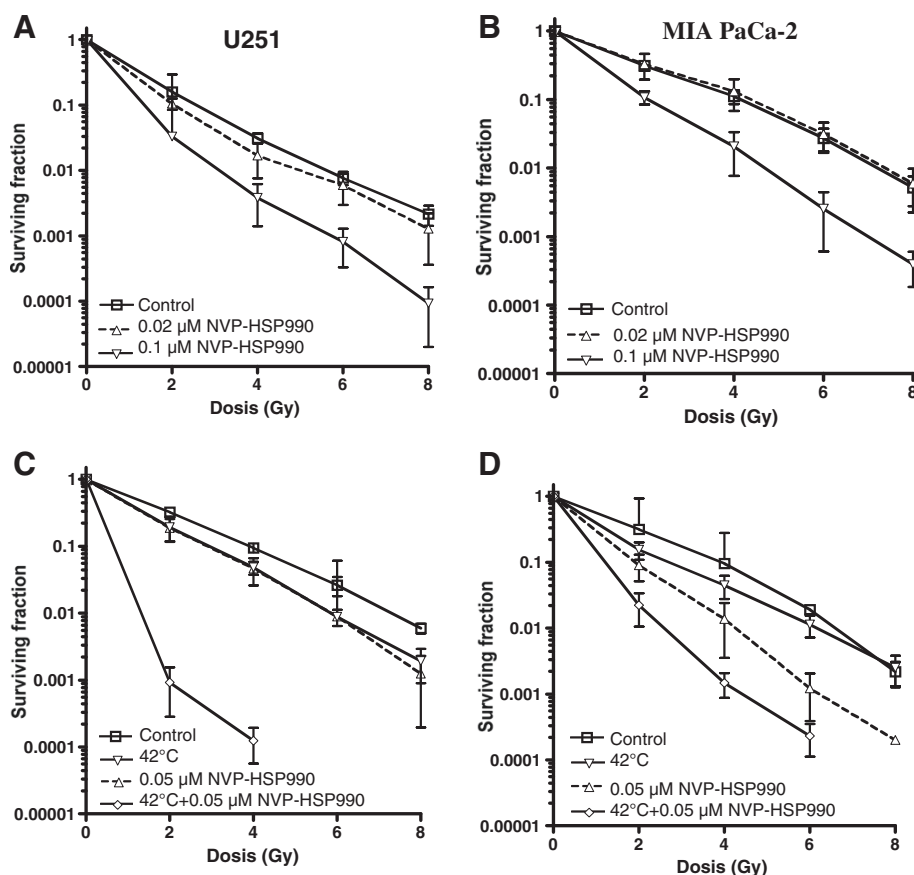 A
U251
Surviving fraction
1
0.1
0.01
0.001
0.0001
0.00001
Control
0.02 µM NVP-HSP990
0.1 µM NVP-HSP990
0 2 4 6 8
Dosis (Gy)
B
MIA PaCa-2
Surviving fraction
1
0.1
0.01
0.001
0.0001
0.00001
Control
0.02 µM NVP-HSP990
0.1 µM NVP-HSP990
0 2 4 6 8
Dosis (Gy)
C
Surviving fraction
1
0.1
0.01
0.001
0.0001
0.00001
Control
42°C
0.05 µM NVP-HSP990
42°C+0.05 µM NVP-HSP990
0 2 4 6 8
Dosis (Gy)
D
Surviving fraction
1
0.1
0.01
0.001
0.0001
0.00001
Control
42°C
0.05 µM NVP-HSP990
42°C+0.05 µM NVP-HSP990
0 2 4 6 8
Dosis (Gy)